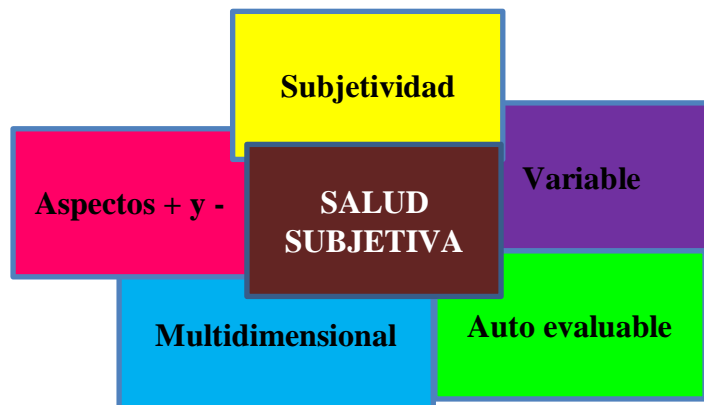 Subjetividad
Variable
Aspectos + y -
SALUD
SUBJETIVA
Multidimensional
Auto evaluable